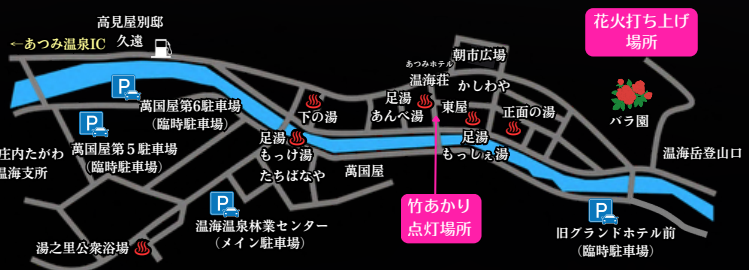 高見屋別邸
久遠
←あつみ温泉IC
花火打ち上げ
場所
朝市広場
あつみホテル
温海荘
かしわや
足湯
あんべ湯
東屋
正面の湯
バラ園
P
萬国屋第6駐車場
(臨時駐車場)
下の湯
P
萬国屋第5駐車場
(臨時駐車場)
足湯
もっけ湯
たちばなや
足湯
もっしぇ湯
萬国屋
温海岳登山口
庄内たがわ
温海支所
竹あかり
点灯場所
P
温海温泉林業センター
(メイン駐車場)
P
旧グランドホテル前
(臨時駐車場)
湯之里公衆浴場